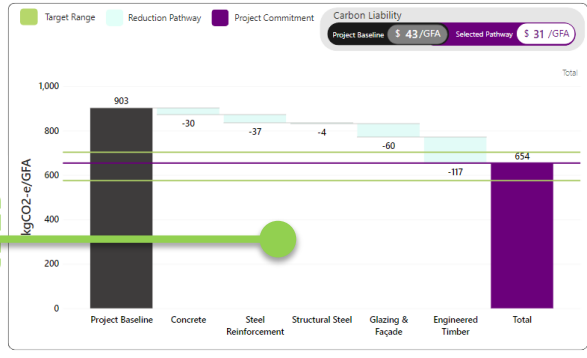 Target Range
Reduction Pathway
Project Commitment
Carbon Liability
Project Baseline $ 43 /GFA Selected Pathway $ 31 /GFA
Total
kgCO2-e/GFA
1,000
800
600
400
200
0
903
-30
-37
-4
-60
-117
654
Project Baseline
Concrete
Steel
Reinforcement
Structural Steel
Glazing &
Façade
Engineered
Timber
Total